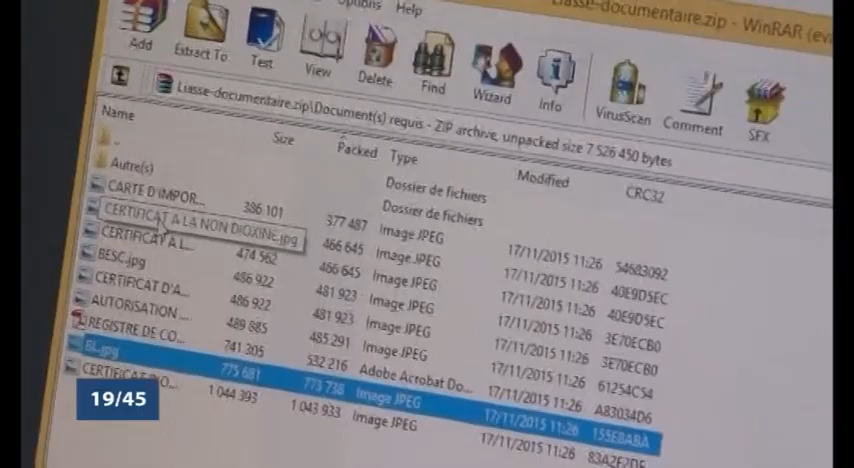 Options Help
Liasse-documentaire.zip - WinRAR (ev
Add Extract To Test View Delete Find Wizard Info VirusScan Comment SFX
Liasse-documentaire.zip\Document(s) requis - ZIP archive, unpacked size 7 526 450 bytes
Name Size Packed Type Modified CRC32
.. Dossier de fichiers
Autre(s) Dossier de fichiers
CARTE D'IMPOR... 386 101 377 487 Image JPEG 17/11/2015 11:26 54683092
CERTIFICAT A LA NON DIOXINE.jpg 466 645 Image JPEG 17/11/2015 11:26 40E9D5EC
CERTIFICAT A L... 474 562 466 645 Image JPEG 17/11/2015 11:26 40E9D5EC
BESC.jpg 486 922 481 923 Image JPEG 17/11/2015 11:26 3E70ECB0
CERTIFICAT D'A... 486 922 481 923 Image JPEG 17/11/2015 11:26 3E70ECB0
AUTORISATION ... 489 885 485 291 Image JPEG 17/11/2015 11:26 61254C54
REGISTRE DE CO... 741 305 532 216 Adobe Acrobat Do... 17/11/2015 11:26 A83034D6
BL.jpg 775 681 773 738 Image JPEG 17/11/2015 11:26 155E8ABA
CERTIFICAT 1 044 393 1 043 933 Image JPEG 17/11/2015 11:26
19/45